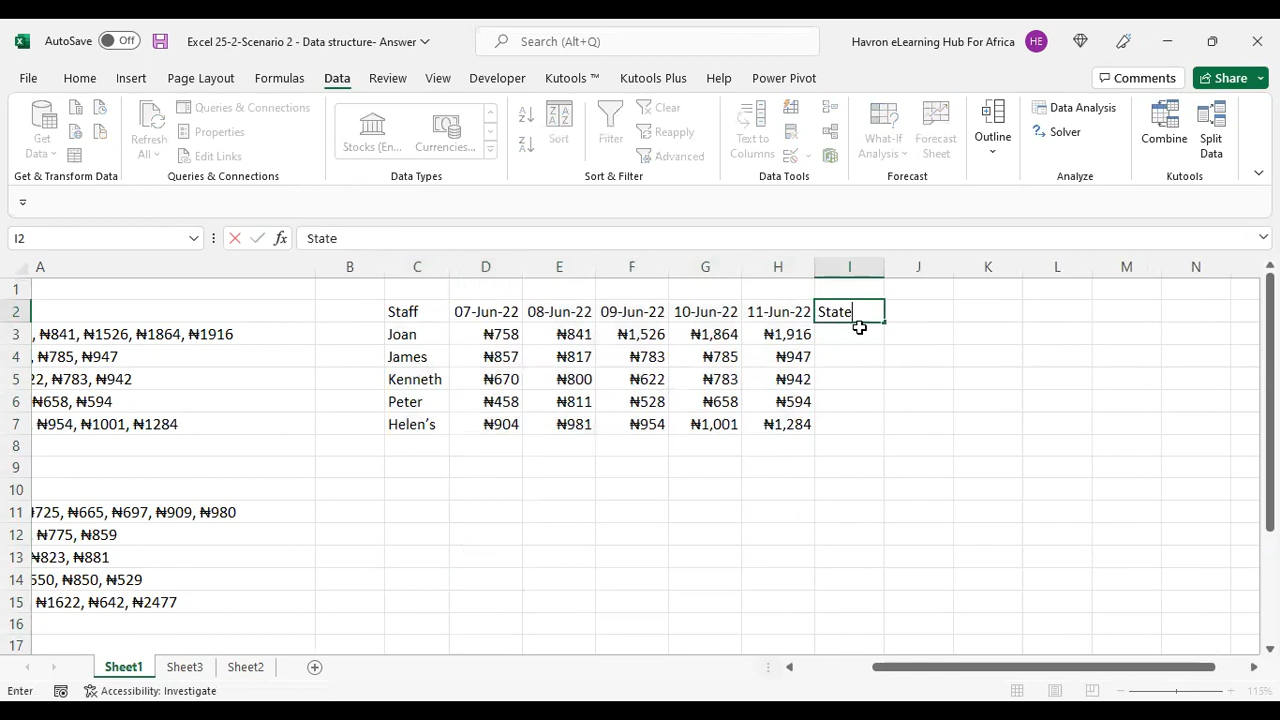 AutoSave Off Excel 25-2-Scenario 2 - Data structure- Answer Search (Alt+Q) Havron eLearning Hub For Africa HE
File Home Insert Page Layout Formulas Data Review View Developer Kutools ™ Kutools Plus Help Power Pivot Comments Share
Get Data
Get & Transform Data
Refresh All
Queries & Connections
Properties
Edit Links
Queries & Connections
Stocks (En... Currencies...
Data Types
Sort
Filter
Clear
Reapply
Advanced
Sort & Filter
Text to Columns
Data Tools
What-If Analysis
Forecast Sheet
Forecast
Outline
Data Analysis
Solver
Analyze
Combine
Split Data
Kutools
I2 fx State
A B C D E F G H I J K L M N
1
2 Staff 07-Jun-22 08-Jun-22 09-Jun-22 10-Jun-22 11-Jun-22 State
3 , ₦841, ₦1526, ₦1864, ₦1916 Joan ₦758 ₦841 ₦1,526 ₦1,864 ₦1,916
4 , ₦785, ₦947 James ₦857 ₦817 ₦783 ₦785 ₦947
5 22, ₦783, ₦942 Kenneth ₦670 ₦800 ₦622 ₦783 ₦942
6 ₦658, ₦594 Peter ₦458 ₦811 ₦528 ₦658 ₦594
7 ₦954, ₦1001, ₦1284 Helen’s ₦904 ₦981 ₦954 ₦1,001 ₦1,284
8
9
10
11 ₦725, ₦665, ₦697, ₦909, ₦980
12 , ₦775, ₦859
13 ₦823, ₦881
14 550, ₦850, ₦529
15 ₦1622, ₦642, ₦2477
16
17
Sheet1 Sheet3 Sheet2
Enter Accessibility: Investigate 115%